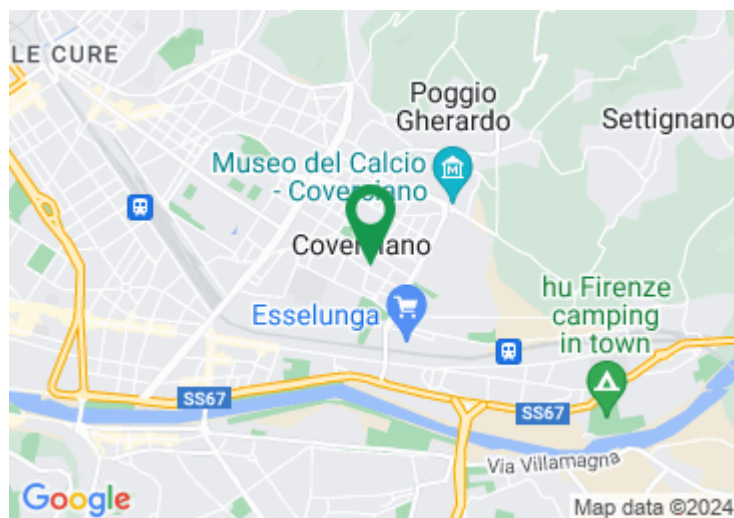 LE CURE
Poggio
Gherardo
Settignano
Museo del Calcio
- Coverciano
Coverciano
Esselunga
hu Firenze
camping
in town
SS67
SS67
Via Villamagna
Google
Map data ©2024